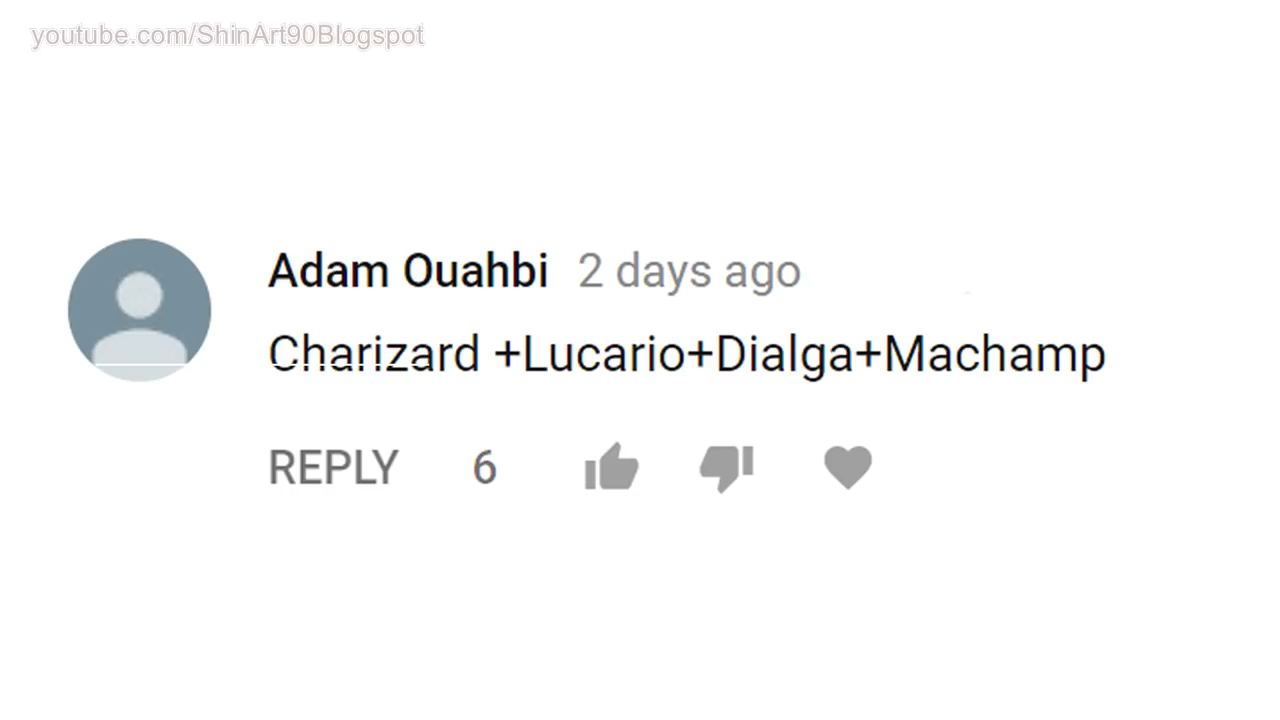 youtube.com/ShinArt90Blogspot
Adam Ouahbi 2 days ago
Charizard +Lucario+Dialga+Machamp
REPLY 6